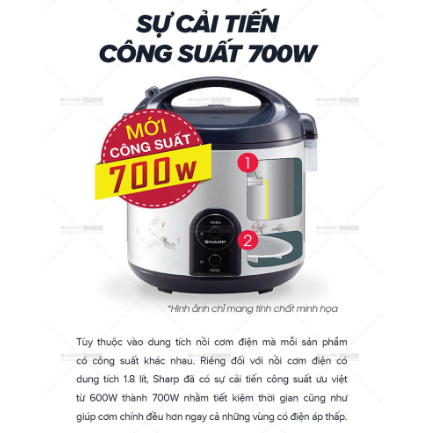 SỰ CẢI TIẾN
CÔNG SUẤT 700W
MỚI
CÔNG SUẤT
700W
1
2
SHARP
*Hình ảnh chỉ mang tính chất minh họa
Tùy thuộc vào dung tích nồi cơm điện mà mỗi sản phẩm
có công suất khác nhau. Riêng đối với nồi cơm điện có
dung tích 1.8 lít, Sharp đã có sự cải tiến công suất ưu việt
từ 600W thành 700W nhằm tiết kiệm thời gian cũng như
giúp cơm chính đều hơn ngay cả những vùng có điện áp thấp.